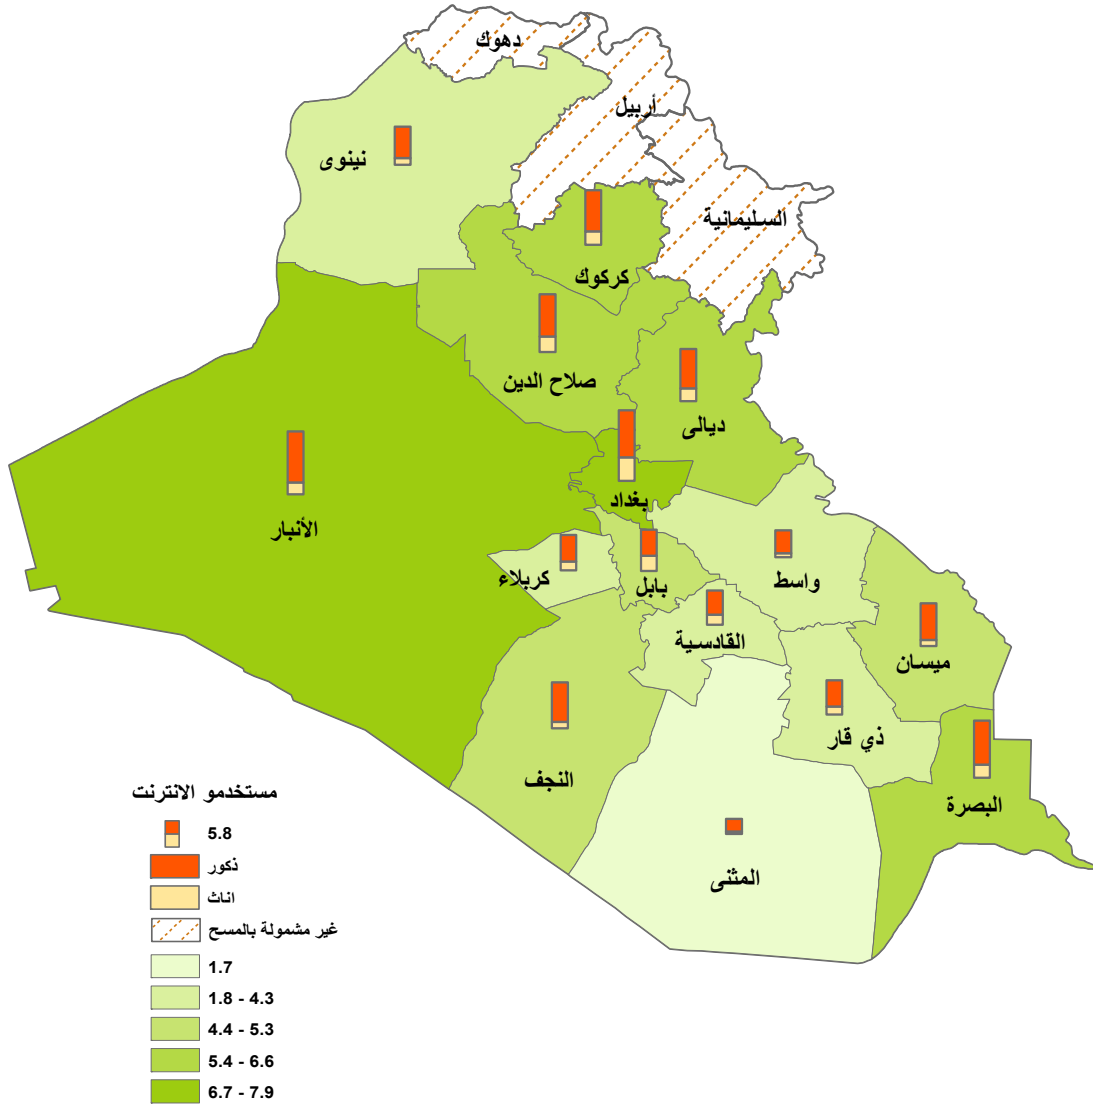 دهوك
أربيل
نينوى
السليمانية
كركوك
صلاح الدين
ديالى
بغداد
الأنبار
كربلاء
بابل
واسط
القادسية
ميسان
ذي قار
النجف
البصرة
المثنى
مستخدمو الانترنت
5.8
ذكور
اناث
غير مشمولة بالمسح
1.7
1.8 - 4.3
4.4 - 5.3
5.4 - 6.6
6.7 - 7.9